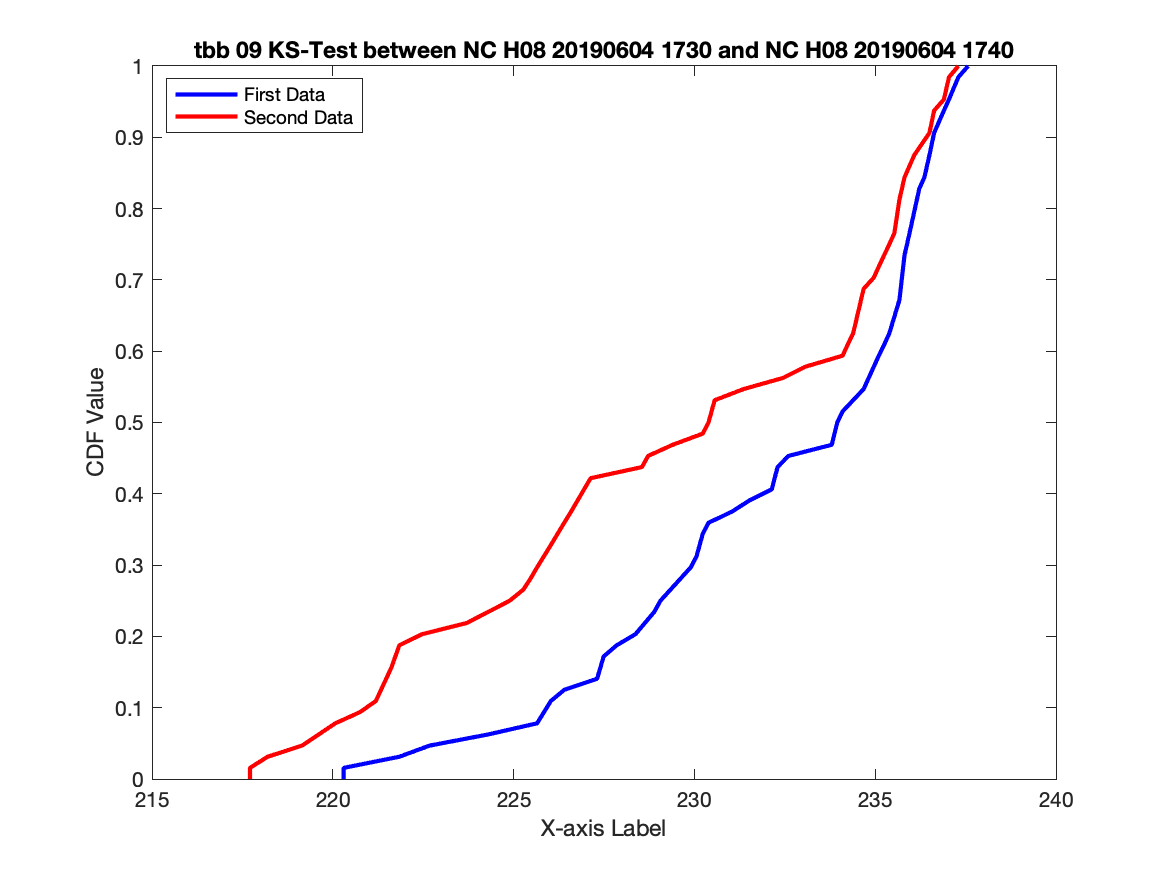 tbb 09 KS-Test between NC H08 20190604 1730 and NC H08 20190604 1740
First Data
Second Data
1
0.9
0.8
0.7
0.6
0.5
0.4
0.3
0.2
0.1
0
CDF Value
215 220 225 230 235 240
X-axis Label